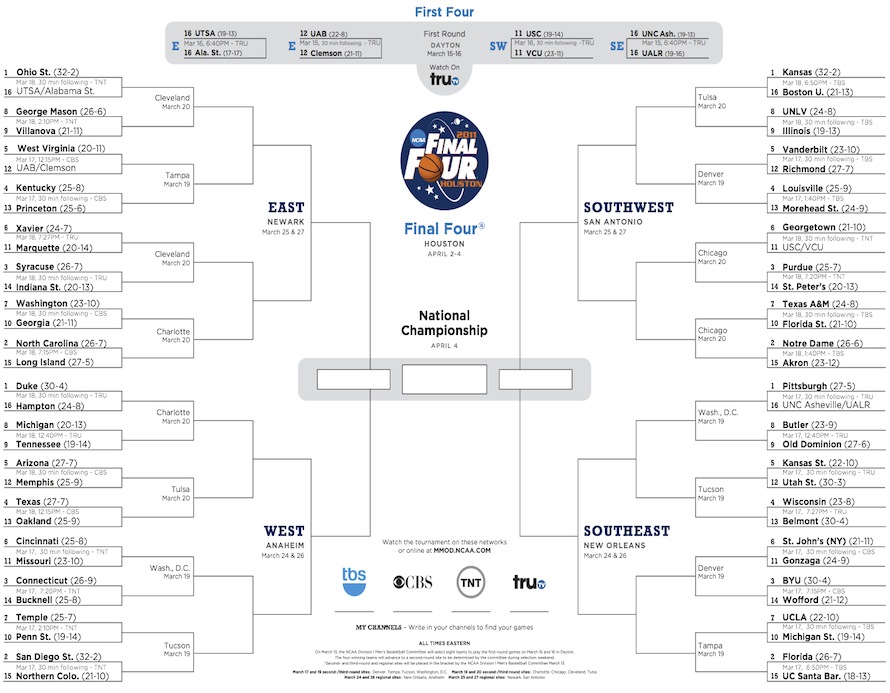 First Four
16 UTSA (19-13)
Mar 16, 6:40PM - TRU
16 Ala. St. (17-17)
E
12 UAB (22-8)
Mar 15, 30 min following - TRU
12 Clemson (21-11)
E
First Round
DAYTON
March 15-16
Watch On
truTV
11 USC (19-14)
Mar 16, 30 min following - TRU
11 VCU (23-11)
SW
16 UNC Ash. (19-13)
Mar 15, 6:40PM - TRU
16 UALR (19-16)
SE
1 Ohio St. (32-2)
Mar 18, 30 min following - TNT
16 UTSA/Alabama St.
Cleveland
March 20
8 George Mason (26-6)
Mar 18, 2:10PM - TNT
9 Villanova (21-11)
5 West Virginia (20-11)
Mar 17, 12:15PM - CBS
12 UAB/Clemson
Tampa
March 19
4 Kentucky (25-8)
Mar 17, 30 min following - CBS
13 Princeton (25-6)
EAST
NEWARK
March 25 & 27
6 Xavier (24-7)
Mar 18, 7:27PM - TRU
11 Marquette (20-14)
Cleveland
March 20
3 Syracuse (26-7)
Mar 18, 30 min following - TRU
14 Indiana St. (20-13)
7 Washington (23-10)
Mar 18, 30 min following - CBS
10 Georgia (21-11)
Charlotte
March 20
2 North Carolina (26-7)
Mar 18, 7:15PM - CBS
15 Long Island (27-5)
1 Duke (30-4)
Mar 18, 30 min following - TRU
16 Hampton (24-8)
Charlotte
March 20
8 Michigan (20-13)
Mar 18, 12:40PM - TRU
9 Tennessee (19-14)
5 Arizona (27-7)
Mar 18, 30 min following - CBS
12 Memphis (25-9)
Tulsa
March 20
4 Texas (27-7)
Mar 18, 12:15PM - CBS
13 Oakland (25-9)
WEST
ANAHEIM
March 24 & 26
6 Cincinnati (25-8)
Mar 17, 30 min following - TNT
11 Missouri (23-10)
Wash., D.C.
March 19
3 Connecticut (26-9)
Mar 17, 7:20PM - TNT
14 Bucknell (25-8)
7 Temple (25-7)
Mar 17, 2:10PM - TNT
10 Penn St. (19-14)
Tucson
March 19
2 San Diego St. (32-2)
Mar 17, 30 min following - TNT
15 Northern Colo. (21-10)
NCAA
2011
FINAL
FOUR
HOUSTON
Final Four®
HOUSTON
APRIL 2-4
National
Championship
APRIL 4
1 Kansas (32-2)
Mar 18, 6:50PM - TBS
16 Boston U. (21-13)
Tulsa
March 20
8 UNLV (24-8)
Mar 18, 30 min following - TBS
9 Illinois (19-13)
5 Vanderbilt (23-10)
Mar 17, 30 min following - TBS
12 Richmond (27-7)
Denver
March 19
4 Louisville (25-9)
Mar 17, 1:40PM - TBS
13 Morehead St. (24-9)
SOUTHWEST
SAN ANTONIO
March 25 & 27
6 Georgetown (21-10)
Mar 18, 30 min following - TNT
11 USC/VCU
Chicago
March 20
3 Purdue (25-7)
Mar 18, 7:20PM - TNT
14 St. Peter's (20-13)
7 Texas A&M (24-8)
Mar 18, 30 min following - TBS
10 Florida St. (21-10)
Chicago
March 20
2 Notre Dame (26-6)
Mar 18, 1:40PM - TBS
15 Akron (23-12)
1 Pittsburgh (27-5)
Mar 17, 30 min following - TRU
16 UNC Asheville/UALR
Wash., D.C.
March 19
8 Butler (23-9)
Mar 17, 12:40PM - TRU
9 Old Dominion (27-6)
5 Kansas St. (22-10)
Mar 17, 30 min following - TRU
12 Utah St. (30-3)
Tucson
March 19
4 Wisconsin (23-8)
Mar 17, 7:27PM - TRU
13 Belmont (30-4)
SOUTHEAST
NEW ORLEANS
March 24 & 26
6 St. John's (NY) (21-11)
Mar 17, 30 min following - CBS
11 Gonzaga (24-9)
Denver
March 19
3 BYU (30-4)
Mar 17, 7:15PM - CBS
14 Wofford (21-12)
7 UCLA (22-10)
Mar 17, 30 min following - TBS
10 Michigan St. (19-14)
Tampa
March 19
2 Florida (26-7)
Mar 17, 6:50PM - TBS
15 UC Santa Bar. (18-13)
Watch the tournament on these networks
or online at MMOD.NCAA.COM
tbs
CBS
TNT
truTV
MY CHANNELS – Write in your channels to find your games
ALL TIMES EASTERN
On March 13, the NCAA Division I Men's Basketball Committee will select eight teams to play the first-round games on March 15 and 16 in Dayton.
The four winning teams will advance to a second-round site to be determined by the committee during selection weekend.
*Second- and third-round and regional sites will be placed in the bracket by the NCAA Division I Men's Basketball Committee March 13.
March 17 and 19 second/third-round sites: Denver, Tampa, Tucson, Washington, D.C. March 18 and 20 second/third-round sites: Charlotte, Chicago, Cleveland, Tulsa
March 24 and 26 regional sites: New Orleans, Anaheim March 25 and 27 regional sites: Newark, San Antonio